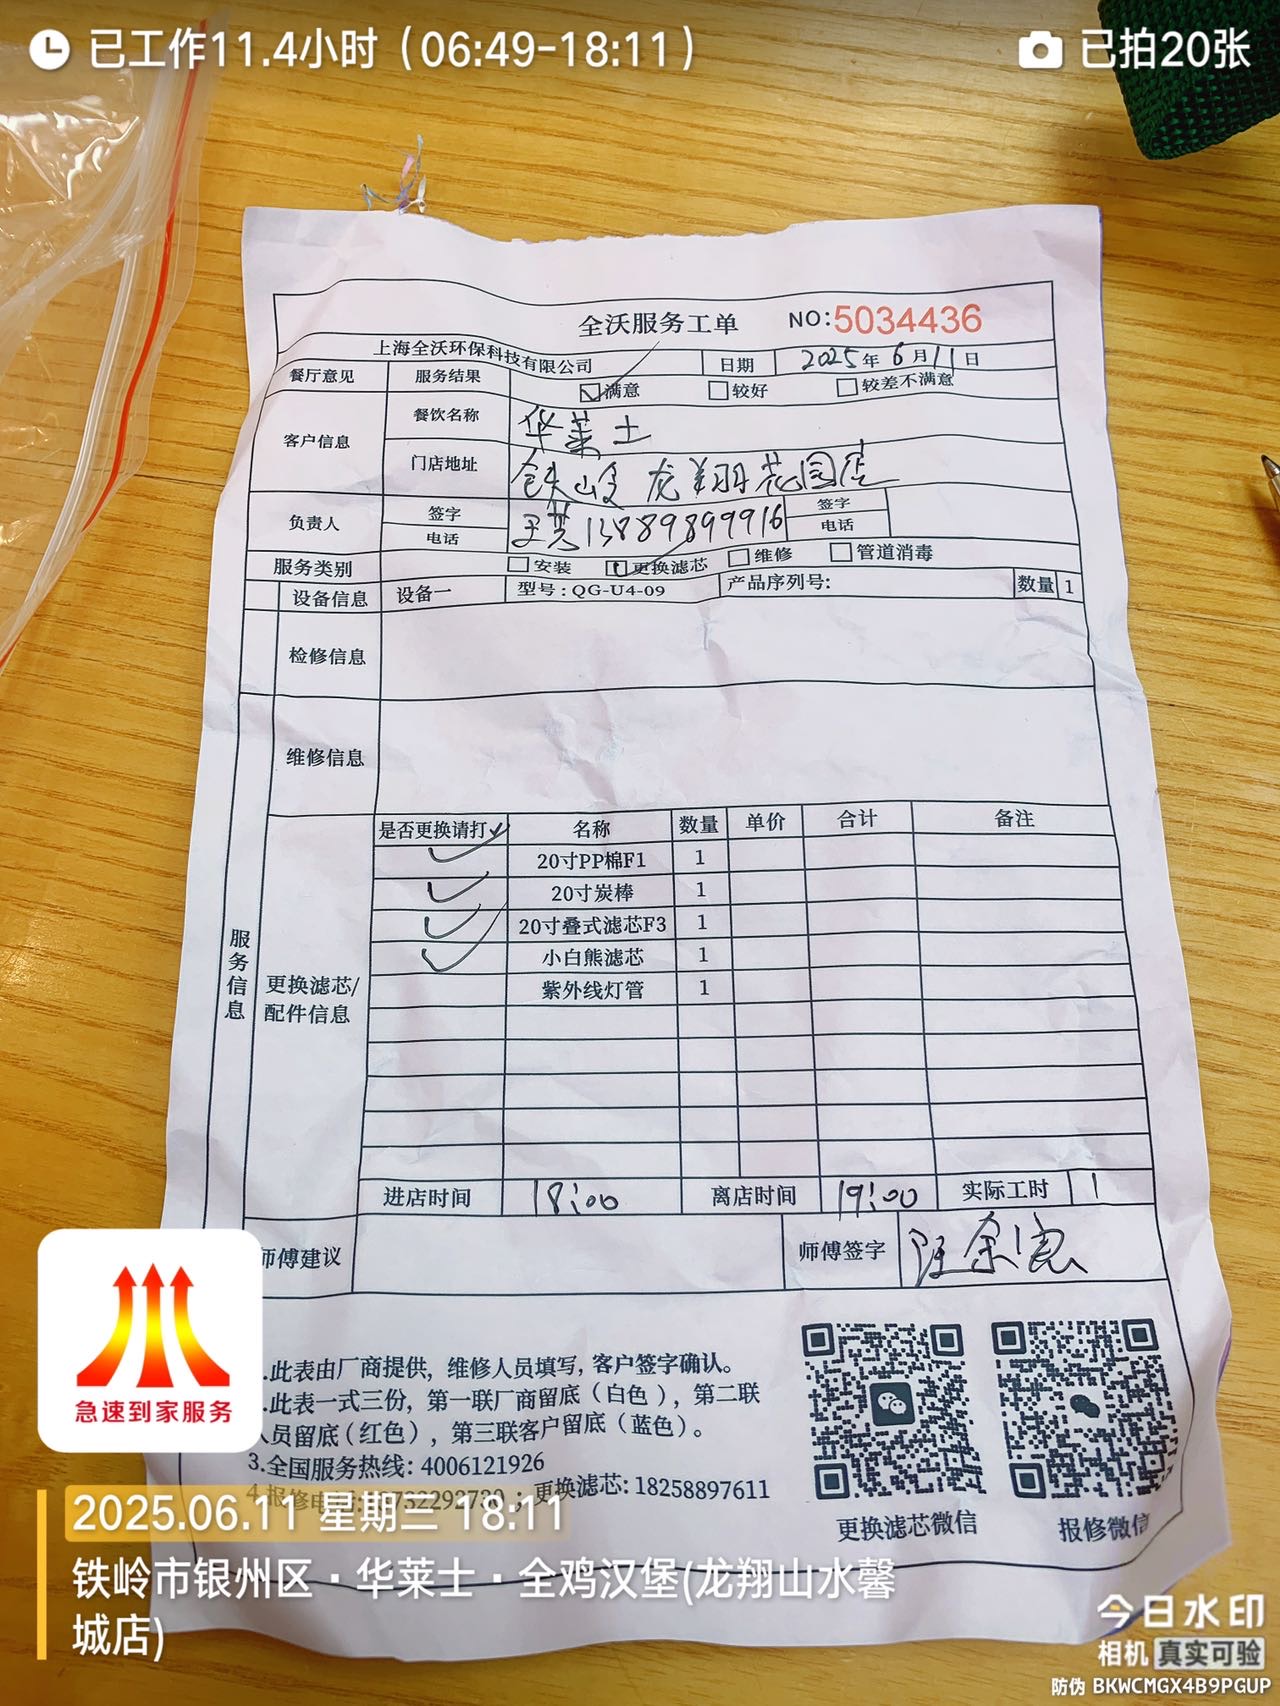 已工作11.4小时（06:49-18:11）
已拍20张
全沃服务工单 NO:5034436
上海全沃环保科技有限公司 日期 2025年6月11日
餐厅意见 服务结果 满意 较好 较差不满意
客户信息 餐饮名称 华莱士
门店地址 铁岭龙翔花园店
负责人 签字 签字
电话 13889899916 电话
服务类别 安装 更换滤芯 维修 管道消毒
设备信息 设备一 型号：QG-U4-09 产品序列号: 数量 1
检修信息
维修信息
服务信息
更换滤芯/
配件信息
是否更换请打✓ 名称 数量 单价 合计 备注
✓ 20寸PP棉F1 1
✓ 20寸炭棒 1
✓ 20寸叠式滤芯F3 1
✓ 小白熊滤芯 1
紫外线灯管 1
进店时间 18:00 离店时间 19:00 实际工时 1
师傅建议 师傅签字
.此表由厂商提供，维修人员填写，客户签字确认。
.此表一式三份，第一联厂商留底（白色），第二联
人员留底（红色），第三联客户留底（蓝色）。
3.全国服务热线：4006121926
4.报修电话: ；更换滤芯: 18258897611
更换滤芯微信
报修微信
急速到家服务
2025.06.11 星期三 18:11
铁岭市银州区·华莱士·全鸡汉堡(龙翔山水馨
城店)
今日水印
相机 真实可验
防伪 BKWCMGX4B9PGUP